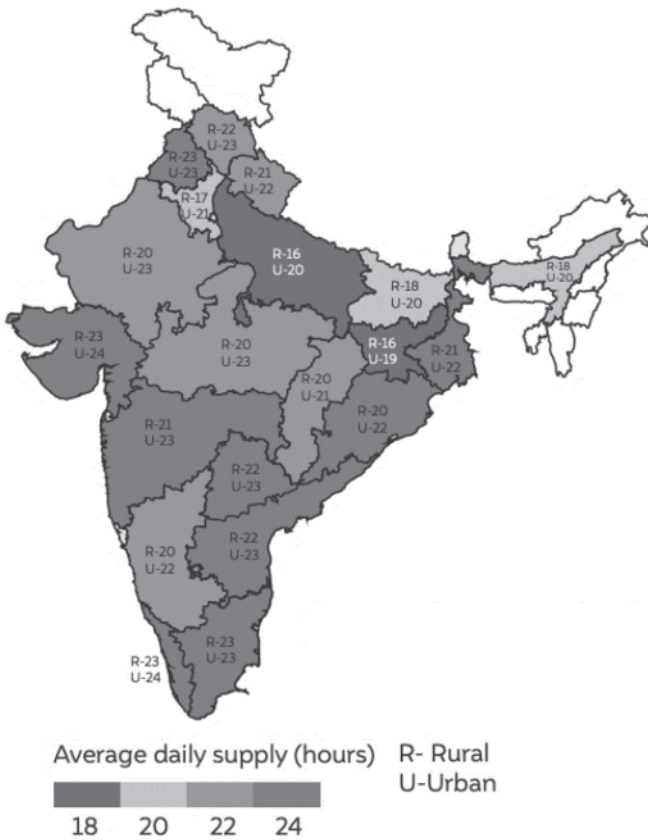 R-22
U-23
R-23
U-23
R-21
U-22
R-17
U-21
R-20
U-23
R-16
U-20
R-18
U-20
R-18
U-20
R-23
U-24
R-20
U-23
R-16
U-19
R-21
U-22
R-20
U-21
R-20
U-22
R-21
U-23
R-22
U-23
R-22
U-23
R-20
U-22
R-23
U-23
R-23
U-24
Average daily supply (hours) R- Rural
U-Urban
18 20 22 24